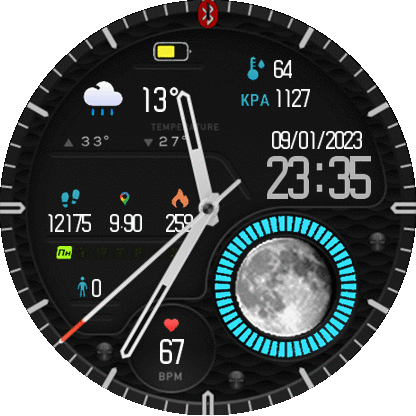 64
13°
KPA 1127
TEMPERATURE
▲ 33° ▼ 27°
09/01/2023
23:35
12175 9:90 259
Пн
0
67
BPM